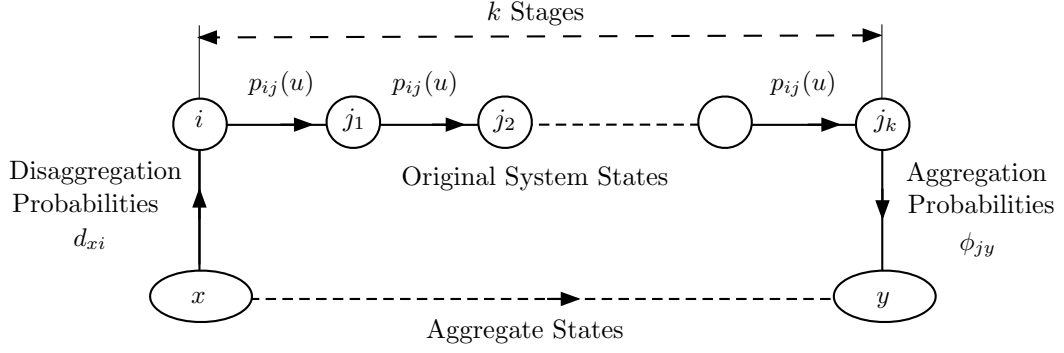 k Stages
p_{ij}(u) p_{ij}(u) p_{ij}(u)
i j_1 j_2 j_k
Disaggregation
Probabilities
d_{xi}
Original System States
Aggregation
Probabilities
ϕ_{jy}
x y
Aggregate States